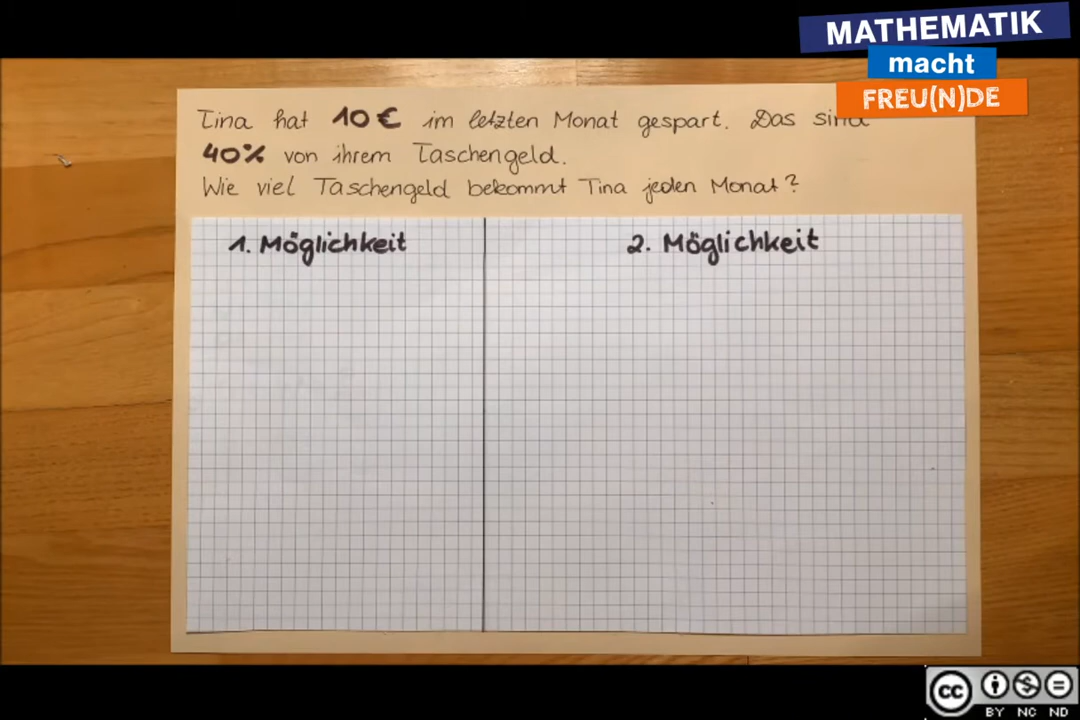 MATHEMATIK
macht
FREU(N)DE
Tina hat 10 € im letzten Monat gespart. Das sind
40% von ihrem Taschengeld.
Wie viel Taschengeld bekommt Tina jeden Monat?
1. Möglichkeit
2. Möglichkeit
cc
BY NC ND